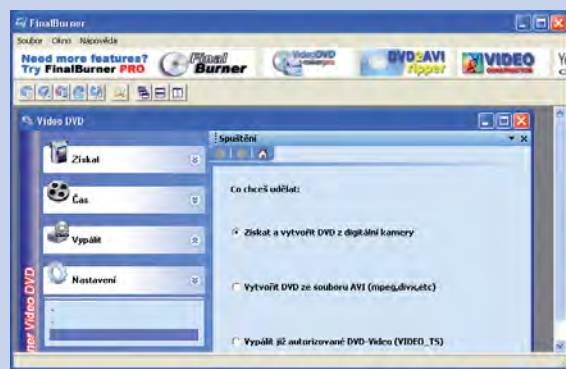 FinalBurner
Soubor Okno Nápověda
Need more features?
Try FinalBurner PRO
Final
Burner
VideoDVD
DVD2AVI
ripper
VIDEO
Video DVD
Spuštění
Získat
Čas
Vypálit
Nastavení
Co chceš udělat:
Získat a vytvořit DVD z digitální kamery
Vytvořit DVD ze souboru AVI (mpeg,divx,etc)
Vypálit již autorizované DVD-Video (VIDEO_TS)
ner Video DVD